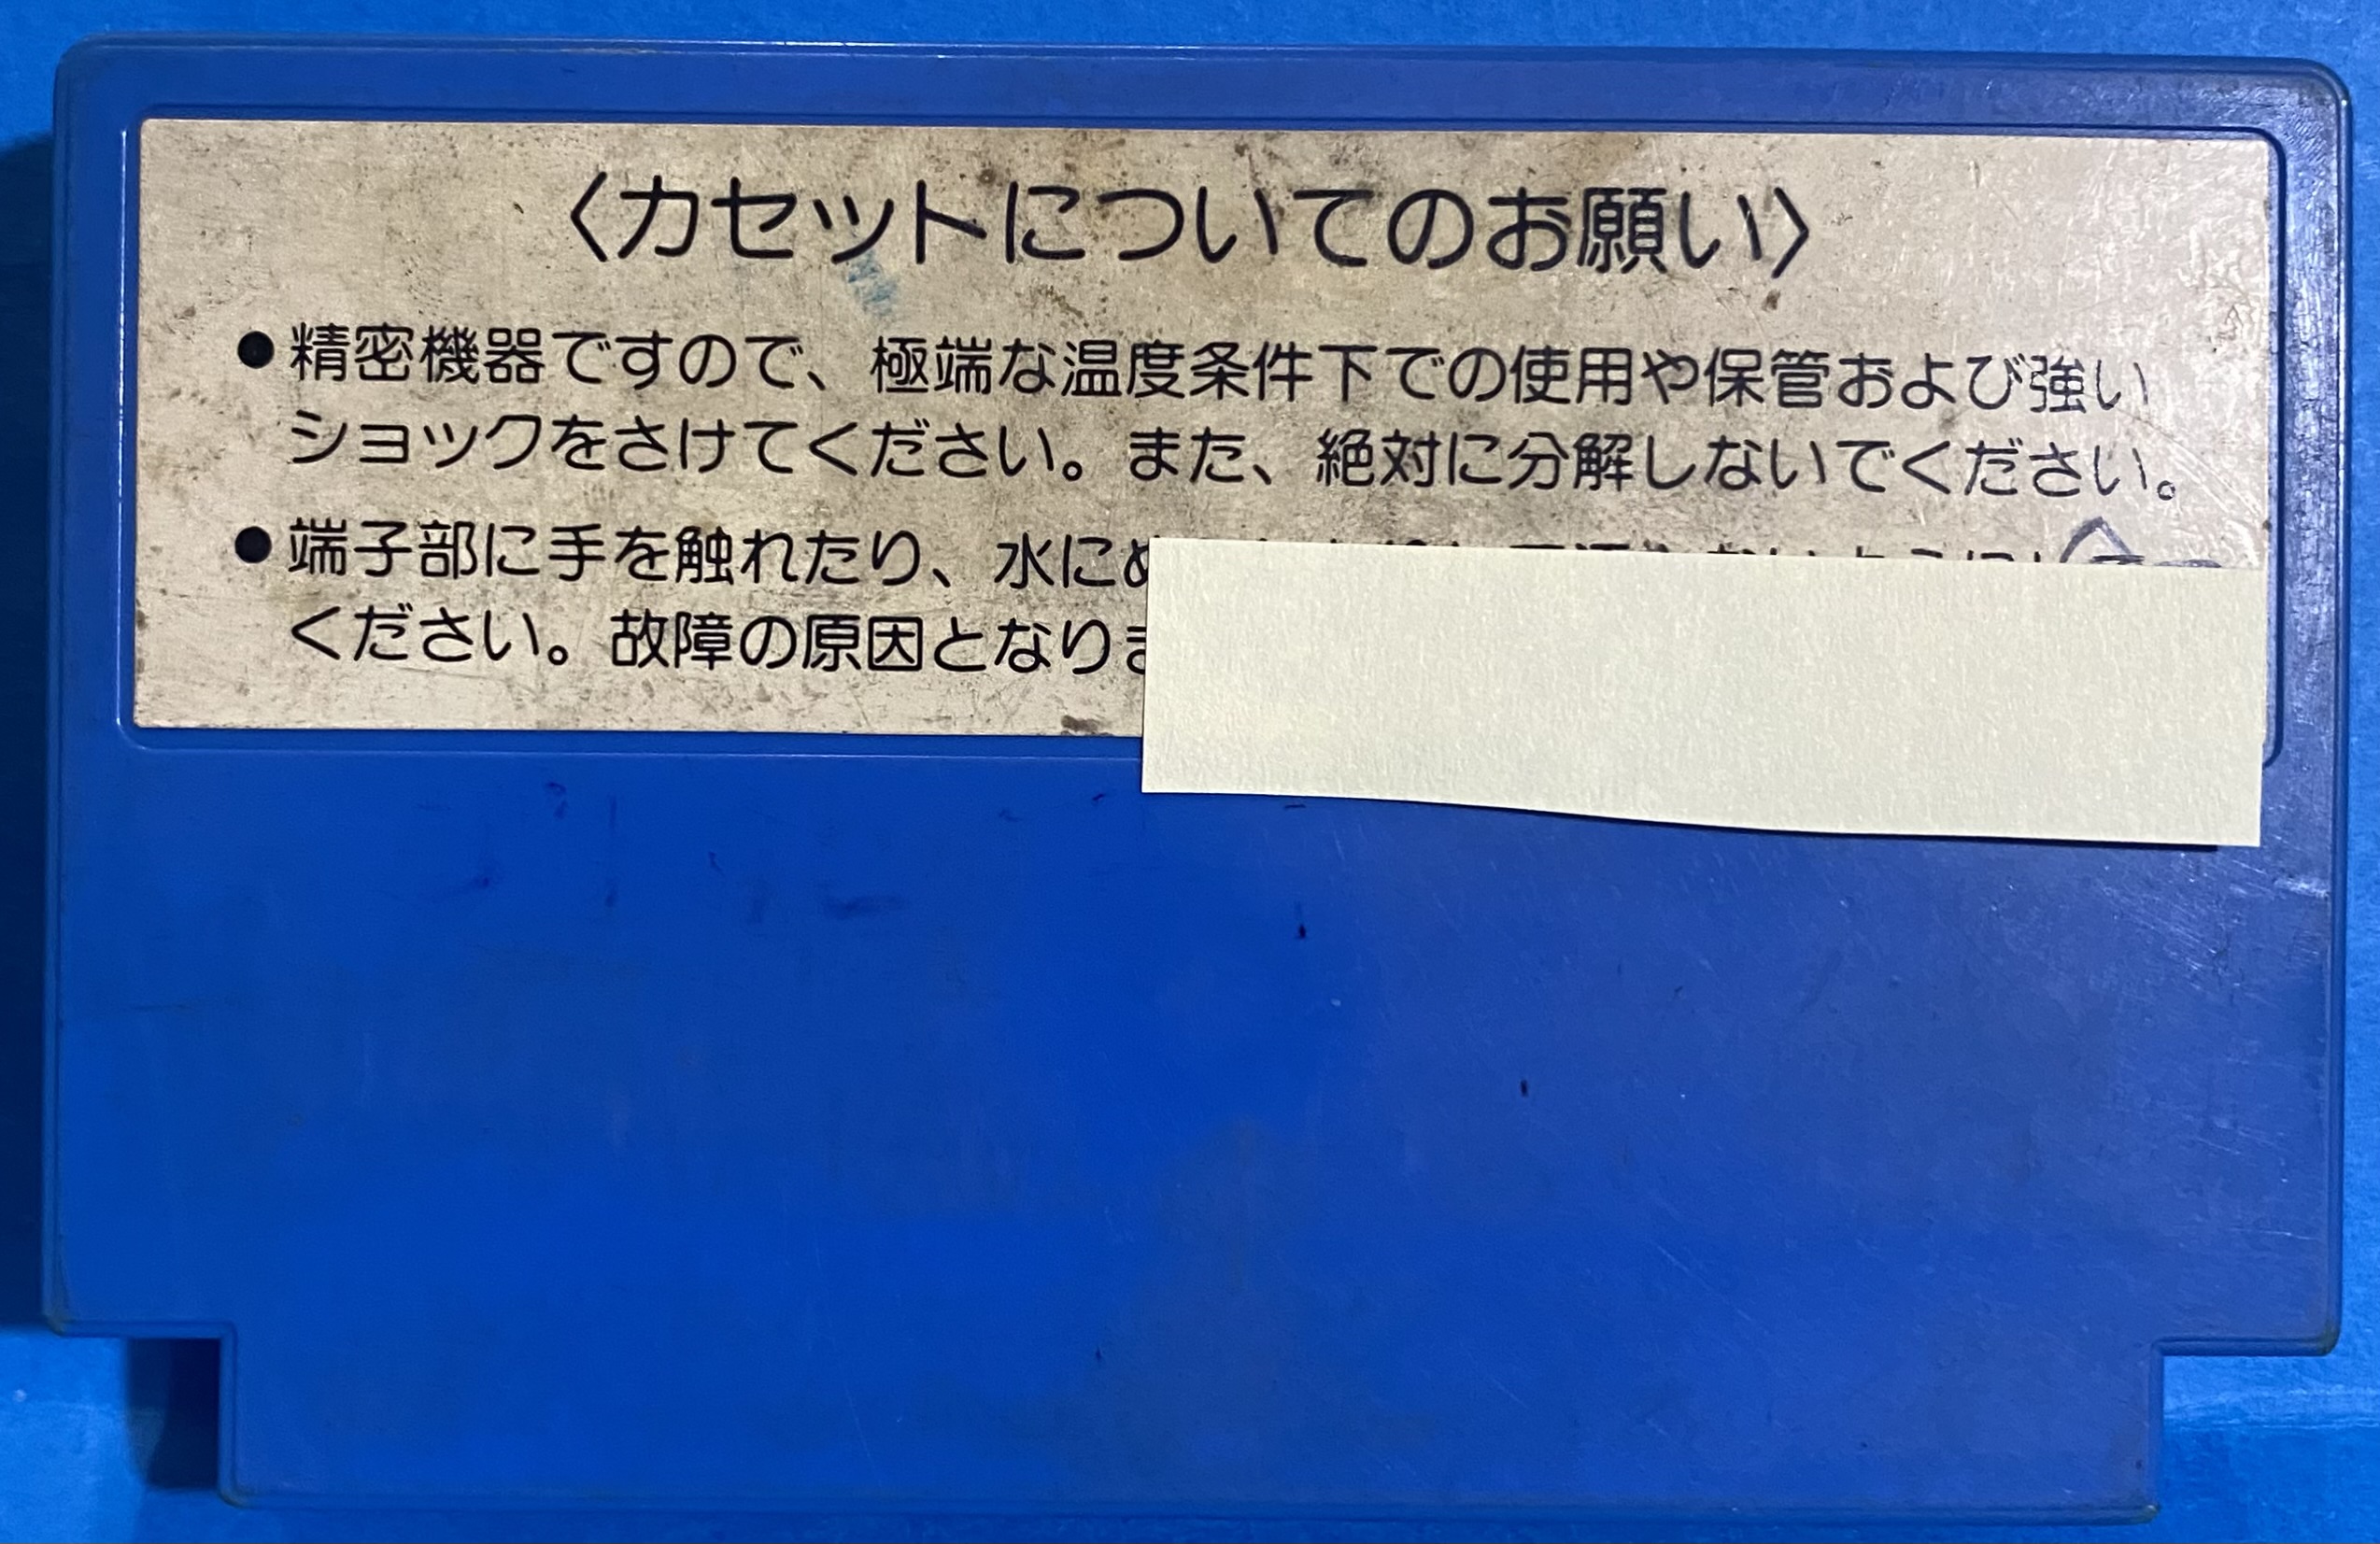 〈カセットについてのお願い〉
●精密機器ですので、極端な温度条件下での使用や保管および強い
ショックをさけてください。また、絶対に分解しないでください。
●端子部に手を触れたり、水に
ください。故障の原因となり